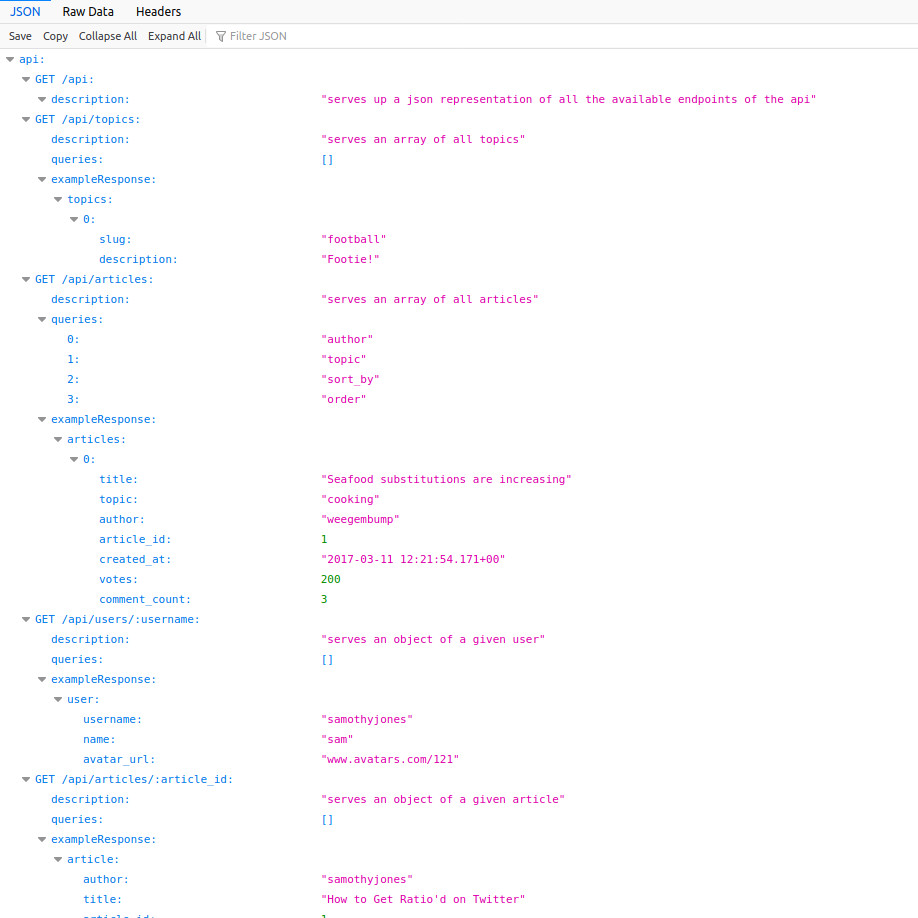 JSON Raw Data Headers
Save Copy Collapse All Expand All Filter JSON
api:
GET /api:
description: "serves up a json representation of all the available endpoints of the api"
GET /api/topics:
description: "serves an array of all topics"
queries: []
exampleResponse:
topics:
0:
slug: "football"
description: "Footie!"
GET /api/articles:
description: "serves an array of all articles"
queries:
0: "author"
1: "topic"
2: "sort_by"
3: "order"
exampleResponse:
articles:
0:
title: "Seafood substitutions are increasing"
topic: "cooking"
author: "weegembump"
article_id: 1
created_at: "2017-03-11 12:21:54.171+00"
votes: 200
comment_count: 3
GET /api/users/:username:
description: "serves an object of a given user"
queries: []
exampleResponse:
user:
username: "samothyjones"
name: "sam"
avatar_url: "www.avatars.com/121"
GET /api/articles/:article_id:
description: "serves an object of a given article"
queries: []
exampleResponse:
article:
author: "samothyjones"
title: "How to Get Ratio'd on Twitter"
article_id: 1